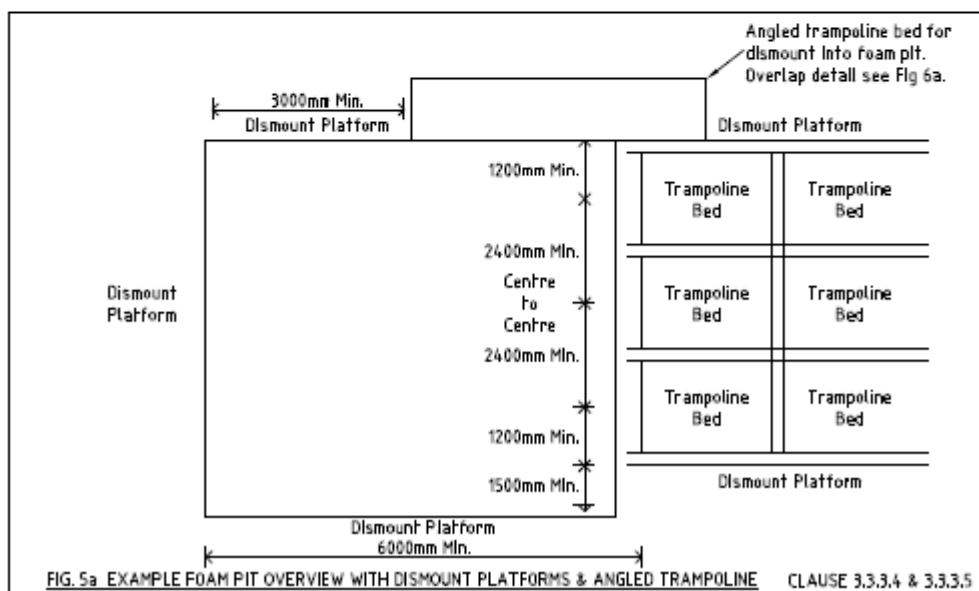 Angled trampoline bed for
dismount into foam pit.
Overlap detail see Fig 6a.
3000mm Min.
Dismount Platform
Dismount Platform
1200mm Min.
Trampoline
Bed
Trampoline
Bed
2400mm Min.
Centre
to
Centre
Dismount
Platform
Trampoline
Bed
Trampoline
Bed
2400mm Min.
Trampoline
Bed
Trampoline
Bed
1200mm Min.
1500mm Min.
Dismount Platform
Dismount Platform
6000mm Min.
FIG. 5a EXAMPLE FOAM PIT OVERVIEW WITH DISMOUNT PLATFORMS & ANGLED TRAMPOLINE CLAUSE 3.3.3.4 & 3.3.3.5